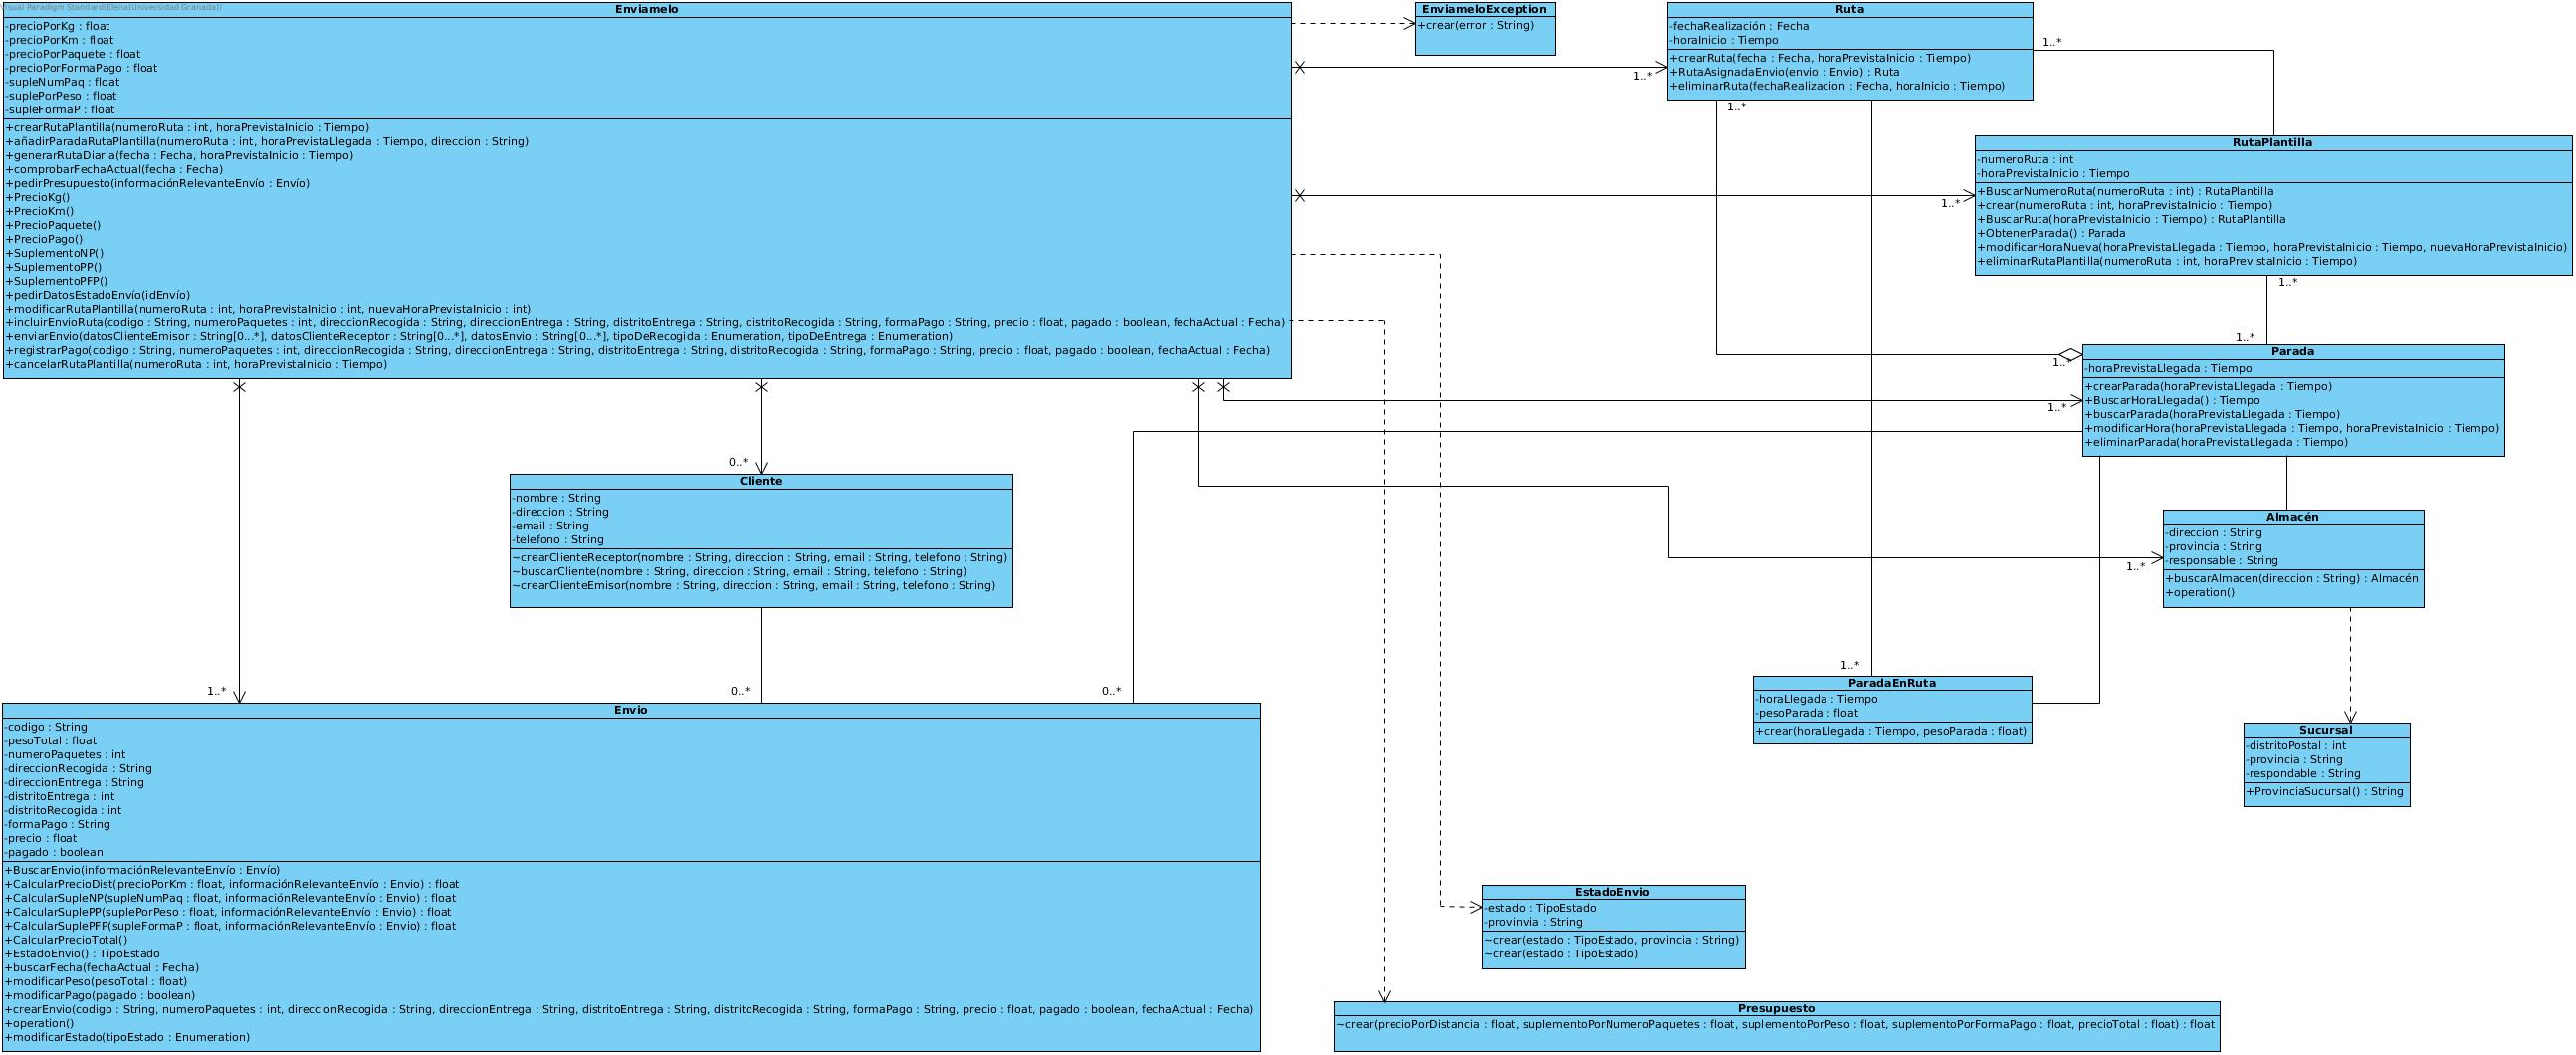 Visual Paradigm Standard(Elena(Universidad Granada))
Enviamelo
-precioPorKg : float
-precioPorKm : float
-precioPorPaquete : float
-precioPorFormaPago : float
-supleNumPaq : float
-suplePorPeso : float
-supleFormaP : float
+crearRutaPlantilla(numeroRuta : int, horaPrevistaInicio : Tiempo)
+añadirParadaRutaPlantilla(numeroRuta : int, horaPrevistaLlegada : Tiempo, direccion : String)
+generarRutaDiaria(fecha : Fecha, horaPrevistaInicio : Tiempo)
+comprobarFechaActual(fecha : Fecha)
+pedirPresupuesto(informaciónRelevanteEnvío : Envío)
+PrecioKg()
+PrecioKm()
+PrecioPaquete()
+PrecioPago()
+SuplementoNP()
+SuplementoPP()
+SuplementoPFP()
+pedirDatosEstadoEnvío(idEnvío)
+modificarRutaPlantilla(numeroRuta : int, horaPrevistaInicio : int, nuevaHoraPrevistaInicio : int)
+incluirEnvioRuta(codigo : String, numeroPaquetes : int, direccionRecogida : String, direccionEntrega : String, distritoEntrega : String, distritoRecogida : String, formaPago : String, precio : float, pagado : boolean, fechaActual : Fecha)
+enviarEnvio(datosClienteEmisor : String[0...*], datosClienteReceptor : String[0...*], datosEnvio : String[0...*], tipoDeRecogida : Enumeration, tipoDeEntrega : Enumeration)
+registrarPago(codigo : String, numeroPaquetes : int, direccionRecogida : String, direccionEntrega : String, distritoEntrega : String, distritoRecogida : String, formaPago : String, precio : float, pagado : boolean, fechaActual : Fecha)
+cancelarRutaPlantilla(numeroRuta : int, horaPrevistaInicio : Tiempo)
EnviameloException
+crear(error : String)
Ruta
-fechaRealización : Fecha
-horaInicio : Tiempo
+crearRuta(fecha : Fecha, horaPrevistaInicio : Tiempo)
+RutaAsignadaEnvio(envio : Envio) : Ruta
+eliminarRuta(fechaRealizacion : Fecha, horaInicio : Tiempo)
1..*
1..*
1..*
RutaPlantilla
-numeroRuta : int
-horaPrevistaInicio : Tiempo
+BuscarNumeroRuta(numeroRuta : int) : RutaPlantilla
+crear(numeroRuta : int, horaPrevistaInicio : Tiempo)
+BuscarRuta(horaPrevistaInicio : Tiempo) : RutaPlantilla
+ObtenerParada() : Parada
+modificarHoraNueva(horaPrevistaLlegada : Tiempo, horaPrevistaInicio : Tiempo, nuevaHoraPrevistaInicio)
+eliminarRutaPlantilla(numeroRuta : int, horaPrevistaInicio : Tiempo)
1..*
1..*
1..*
1..*
Parada
-horaPrevistaLlegada : Tiempo
+crearParada(horaPrevistaLlegada : Tiempo)
+BuscarHoraLlegada() : Tiempo
+buscarParada(horaPrevistaLlegada : Tiempo)
+modificarHora(horaPrevistaLlegada : Tiempo, horaPrevistaInicio : Tiempo)
+eliminarParada(horaPrevistaLlegada : Tiempo)
1..*
0..*
Cliente
-nombre : String
-direccion : String
-email : String
-telefono : String
~crearClienteReceptor(nombre : String, direccion : String, email : String, telefono : String)
~buscarCliente(nombre : String, direccion : String, email : String, telefono : String)
~crearClienteEmisor(nombre : String, direccion : String, email : String, telefono : String)
Almacén
-direccion : String
-provincia : String
-responsable : String
+buscarAlmacen(direccion : String) : Almacén
+operation()
1..*
1..*
ParadaEnRuta
-horaLlegada : Tiempo
-pesoParada : float
+crear(horaLlegada : Tiempo, pesoParada : float)
Sucursal
-distritoPostal : int
-provincia : String
-respondable : String
+ProvinciaSucursal() : String
1..*
0..*
0..*
Envio
-codigo : String
-pesoTotal : float
-numeroPaquetes : int
-direccionRecogida : String
-direccionEntrega : String
-distritoEntrega : int
-distritoRecogida : int
-formaPago : String
-precio : float
-pagado : boolean
+BuscarEnvio(informaciónRelevanteEnvío : Envío)
+CalcularPrecioDist(precioPorKm : float, informaciónRelevanteEnvío : Envio) : float
+CalcularSupleNP(supleNumPaq : float, informaciónRelevanteEnvío : Envio) : float
+CalcularSuplePP(suplePorPeso : float, informaciónRelevanteEnvío : Envio) : float
+CalcularSuplePFP(supleFormaP : float, informaciónRelevanteEnvío : Envio) : float
+CalcularPrecioTotal()
+EstadoEnvio() : TipoEstado
+buscarFecha(fechaActual : Fecha)
+modificarPeso(pesoTotal : float)
+modificarPago(pagado : boolean)
+crearEnvio(codigo : String, numeroPaquetes : int, direccionRecogida : String, direccionEntrega : String, distritoEntrega : String, distritoRecogida : String, formaPago : String, precio : float, pagado : boolean, fechaActual : Fecha)
+operation()
+modificarEstado(tipoEstado : Enumeration)
EstadoEnvio
-estado : TipoEstado
-provinvia : String
~crear(estado : TipoEstado, provincia : String)
~crear(estado : TipoEstado)
Presupuesto
~crear(precioPorDistancia : float, suplementoPorNumeroPaquetes : float, suplementoPorPeso : float, suplementoPorFormaPago : float, precioTotal : float) : float